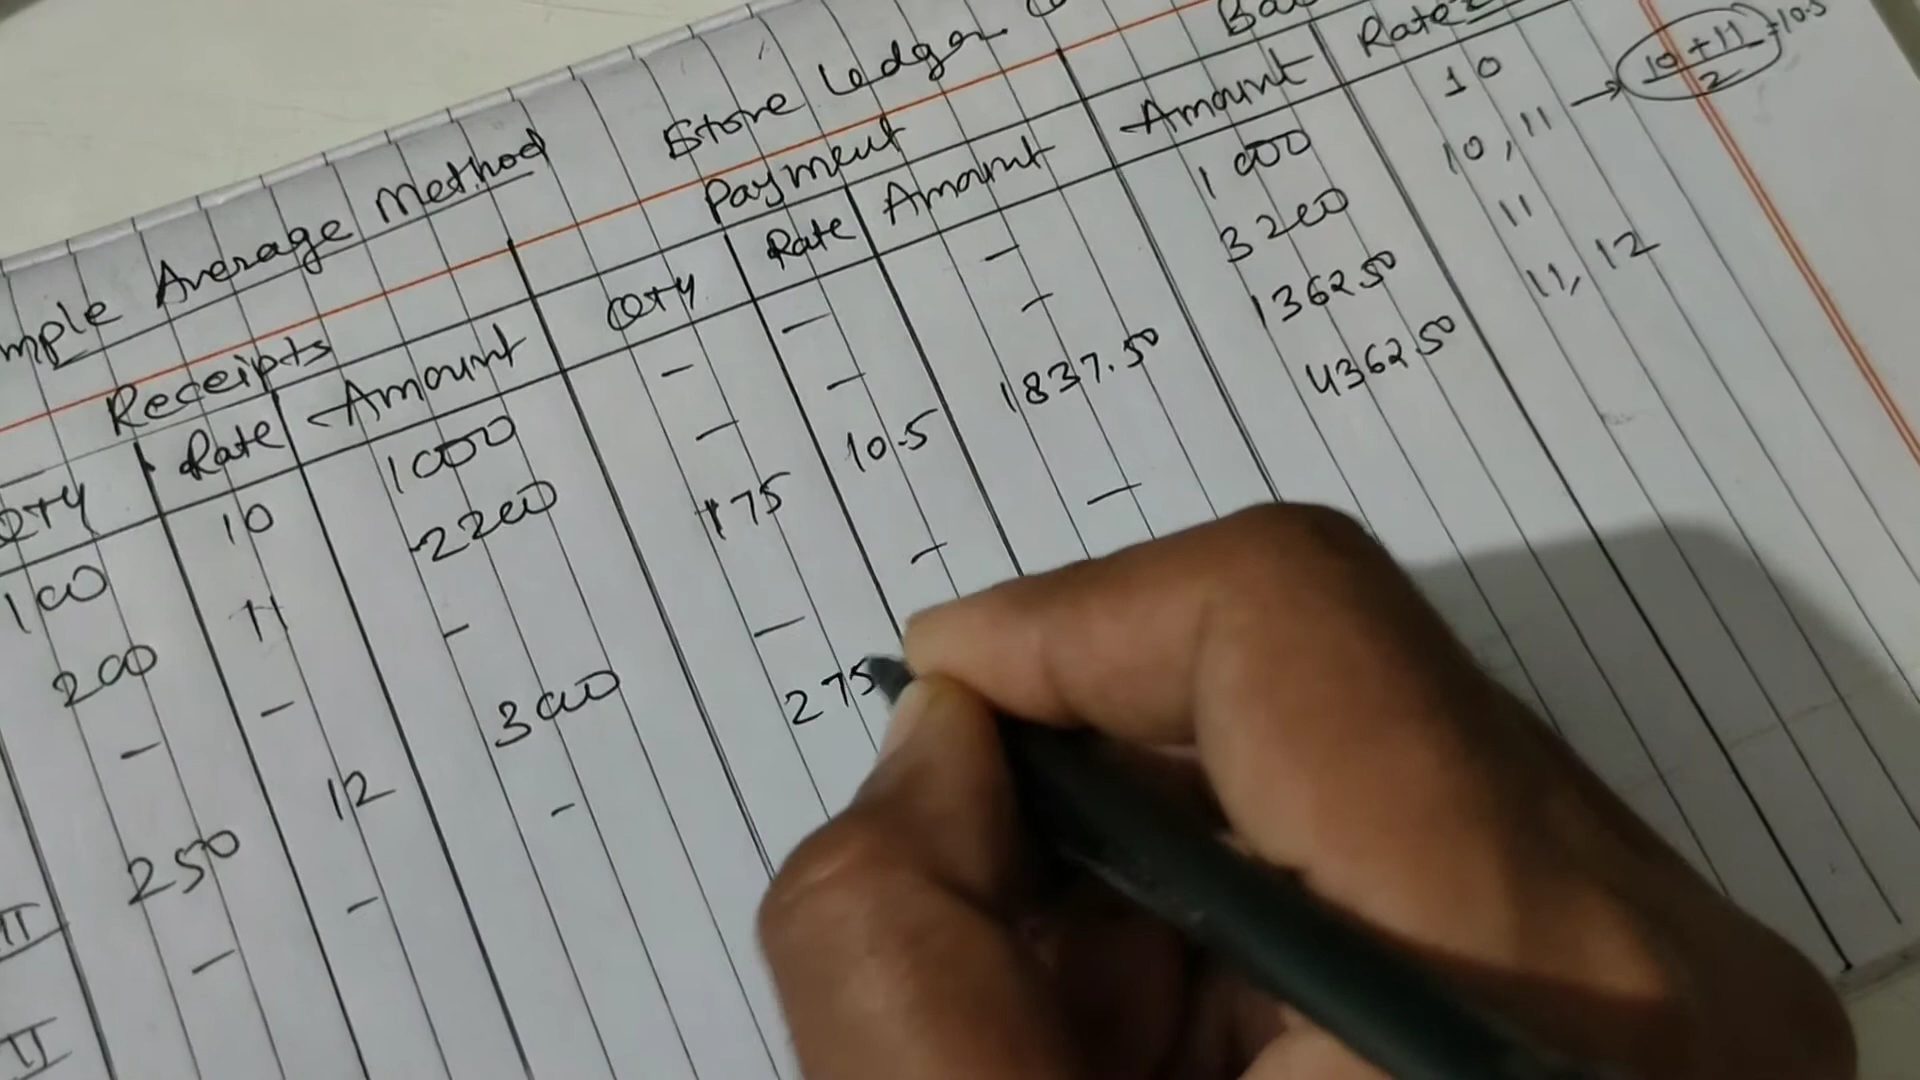 Average Method Store Ledger
Receipts Payment
Qty Rate Amount Qty Rate Amount Amount Rate
100 10 1000 - - - 1000 10
200 11 2200 - - - 3200 10, 11 → 10+11/2 = 10.5
- - - 175 10.5 1837.50 1362.50 11
II 250 12 3000 - - - 4362.50 11, 12
II - - - 275